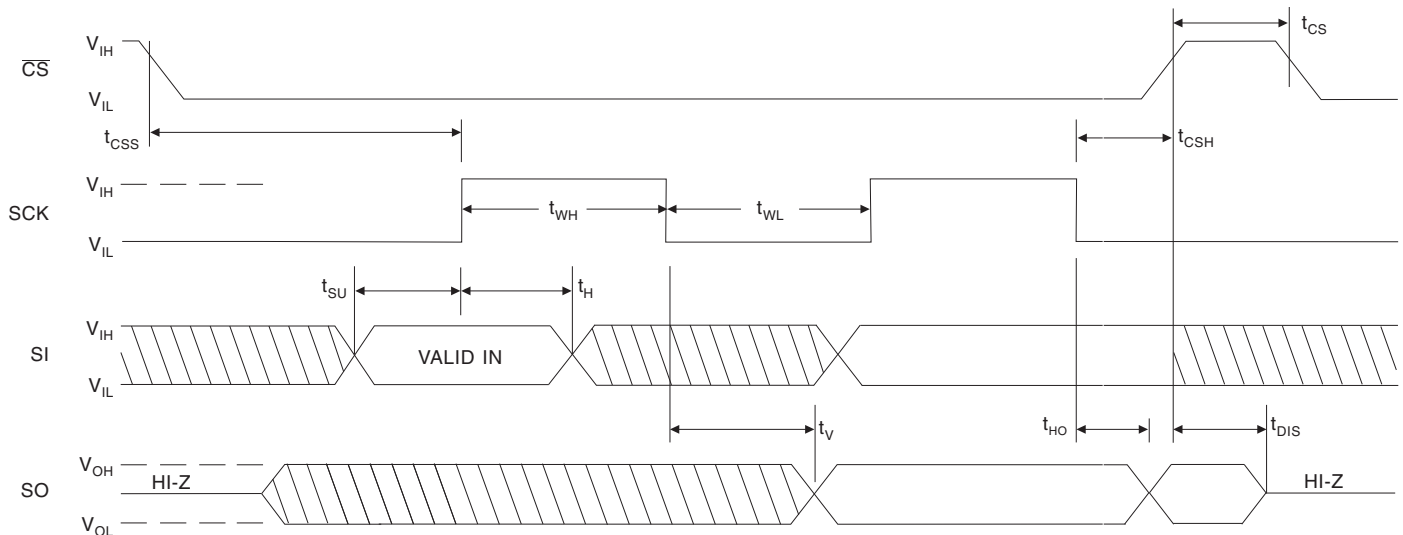 V_IH
t_CS
C̅S̅
V_IL
t_CSS
t_CSH
V_IH
SCK
t_WH
t_WL
V_IL
t_SU
t_H
V_IH
SI
VALID IN
V_IL
t_V
t_HO
t_DIS
V_OH
SO
HI-Z
HI-Z
V_OL